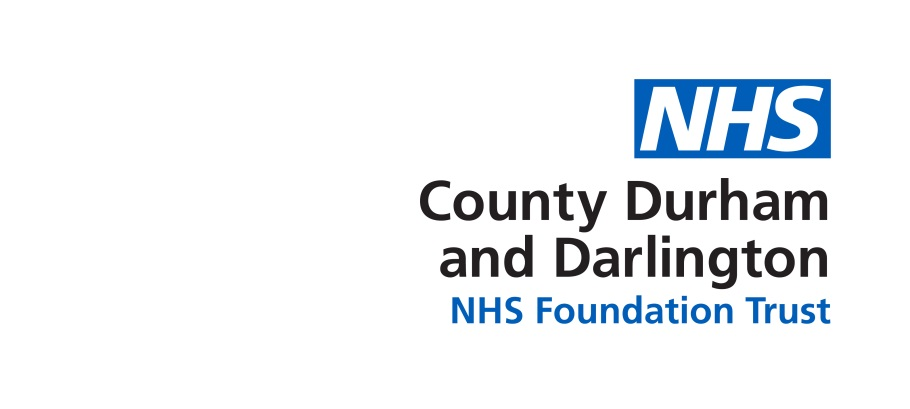 NHS
County Durham
and Darlington
NHS Foundation Trust